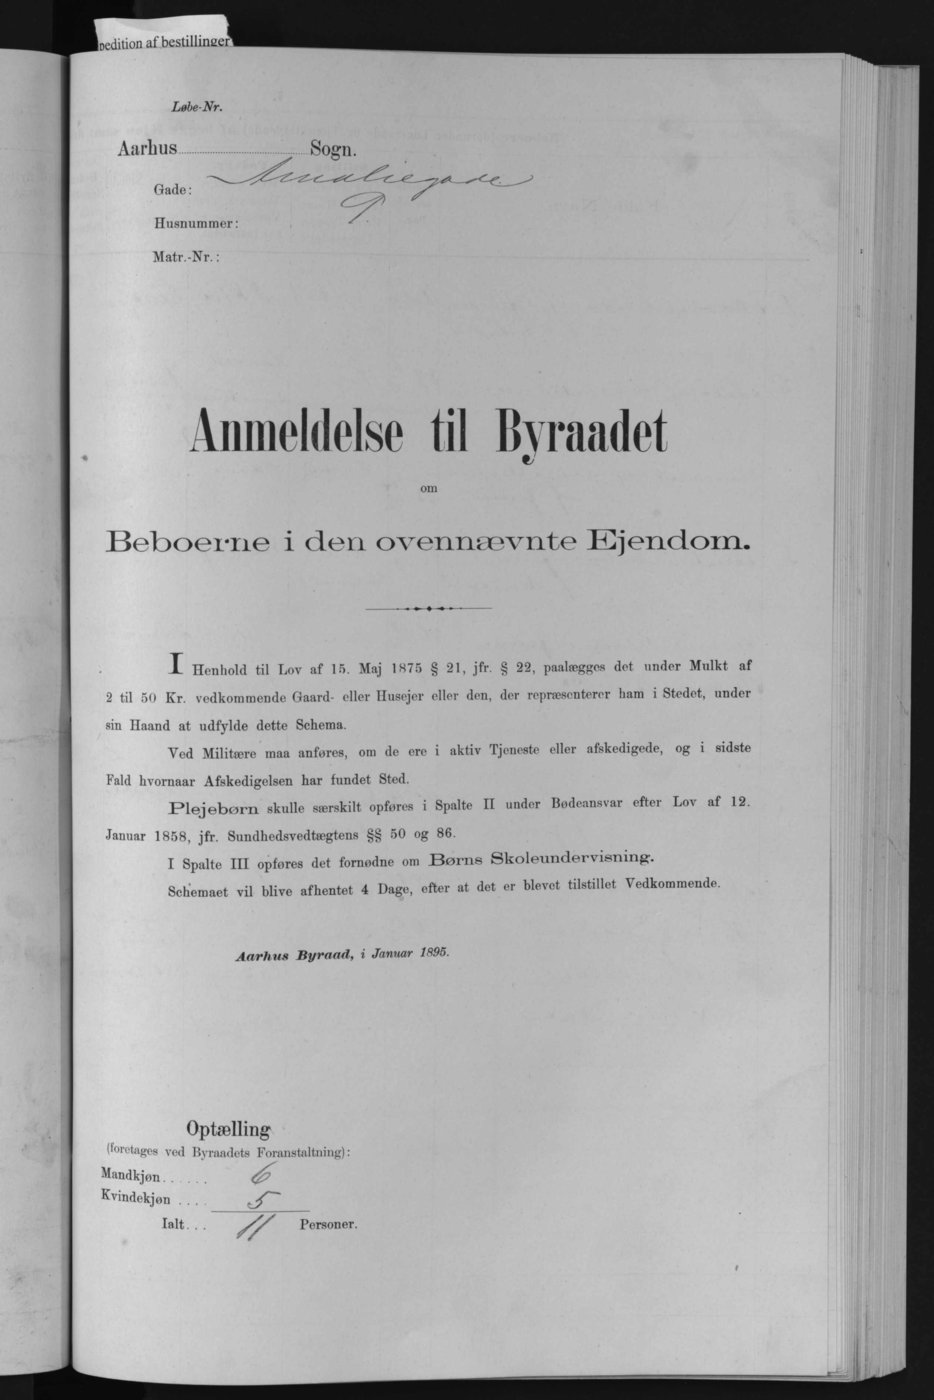 pedition af bestillinger
Løbe-Nr.
Aarhus Sogn.
Gade: Amaliegade
Husnummer: 9.
Matr.-Nr.:
Anmeldelse til Byraadet
om
Beboerne i den ovennævnte Ejendom.
I Henhold til Lov af 15. Maj 1875 § 21, jfr. § 22, paalægges det under Mulkt af
2 til 50 Kr. vedkommende Gaard- eller Husejer eller den, der repræsenterer ham i Stedet, under
sin Haand at udfylde dette Schema.
Ved Militære maa anføres, om de ere i aktiv Tjeneste eller afskedigede, og i sidste
Fald hvornaar Afskedigelsen har fundet Sted.
Plejebørn skulle særskilt opføres i Spalte II under Bødeansvar efter Lov af 12.
Januar 1858, jfr. Sundhedsvedtægtens §§ 50 og 86.
I Spalte III opføres det fornødne om Børns Skoleundervisning.
Schemaet vil blive afhentet 4 Dage, efter at det er blevet tilstillet Vedkommende.
Aarhus Byraad, i Januar 1895.
Optælling
(foretages ved Byraadets Foranstaltning):
Mandkjøn...... 6
Kvindekjøn .... 5
Ialt... 11 Personer.